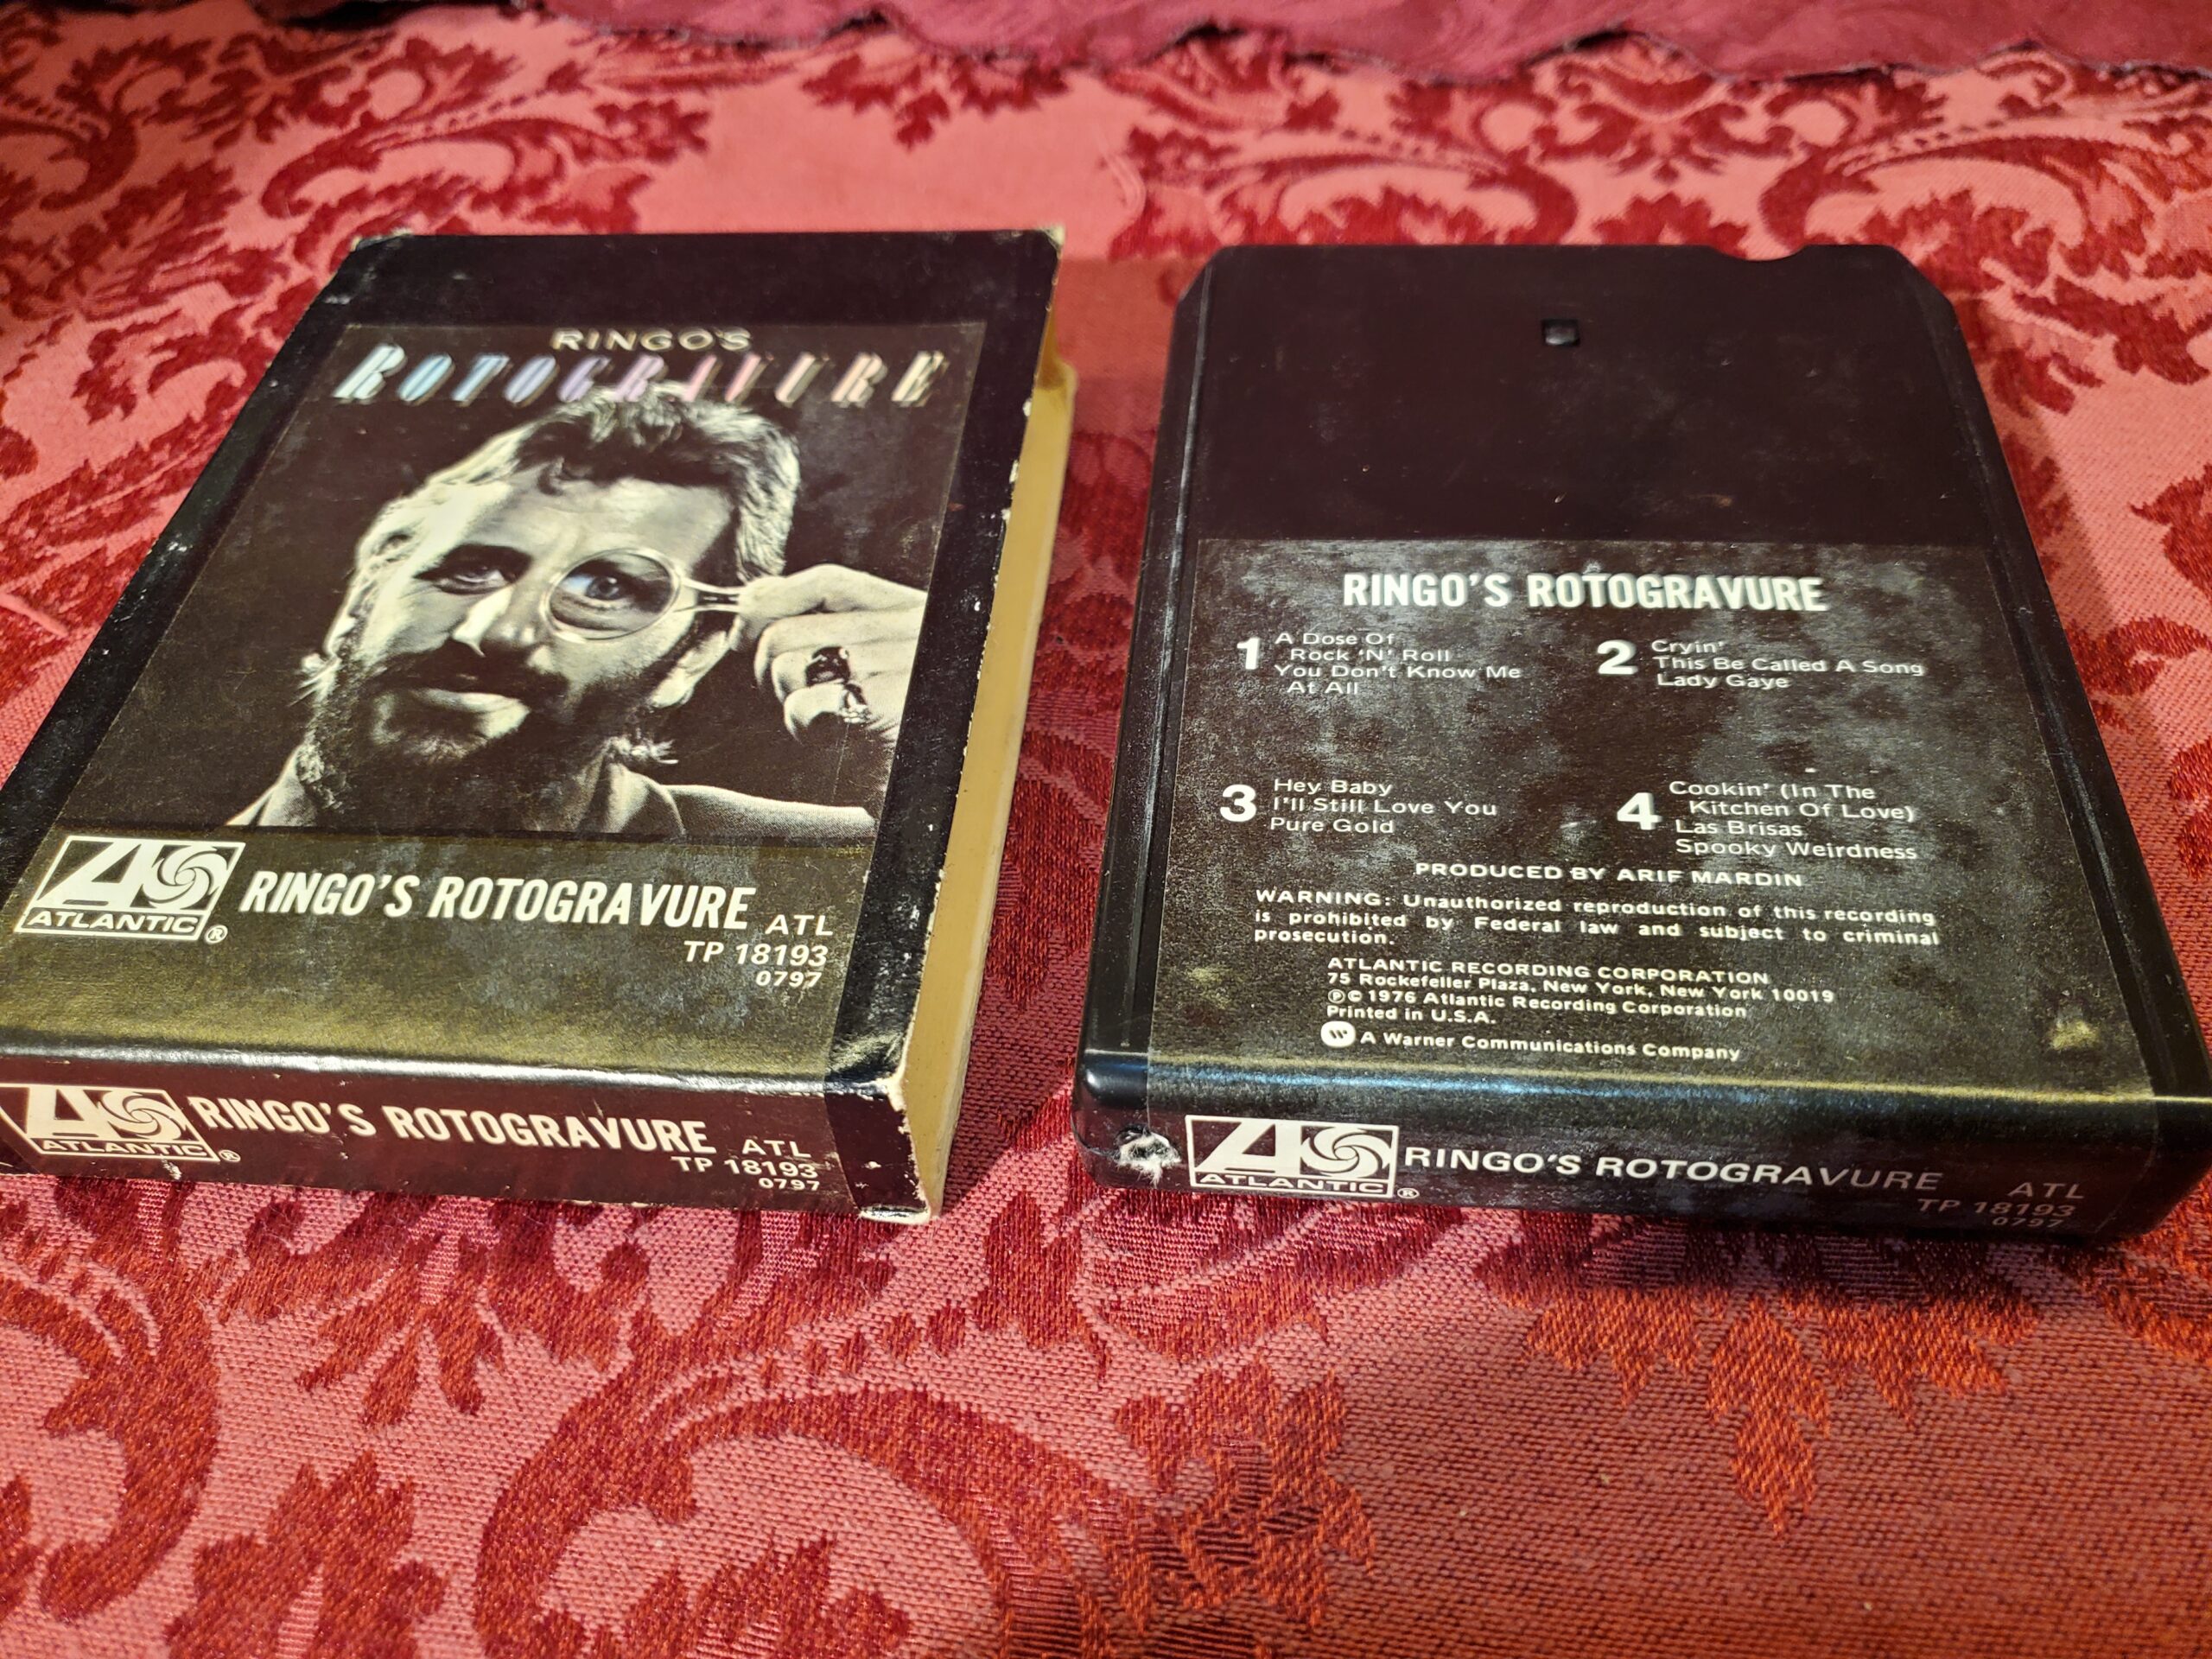 RINGO'S
ROTOGRAVURE
ATLANTIC®
RINGO'S ROTOGRAVURE ATL
TP 18193
0797
ATLANTIC®
RINGO'S ROTOGRAVURE ATL
TP 18193
0797
RINGO'S ROTOGRAVURE
1 A Dose Of
Rock 'N' Roll
You Don't Know Me
At All
2 Cryin'
This Be Called A Song
Lady Gaye
3 Hey Baby
I'll Still Love You
Pure Gold
4 Cookin' (In The
Kitchen Of Love)
Las Brisas
Spooky Weirdness
PRODUCED BY ARIF MARDIN
WARNING: Unauthorized reproduction of this recording
is prohibited by Federal law and subject to criminal
prosecution.
ATLANTIC RECORDING CORPORATION
75 Rockefeller Plaza, New York, New York 10019
℗© 1976 Atlantic Recording Corporation
Printed in U.S.A.
A Warner Communications Company
ATLANTIC®
RINGO'S ROTOGRAVURE ATL
TP 18193
0797